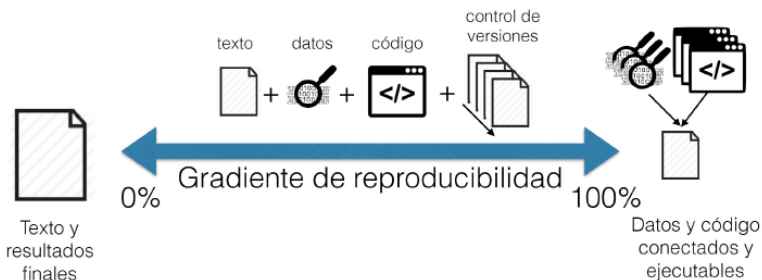 texto
datos
código
control de
versiones
+
+
+
</>
</>
Gradiente de reproducibilidad
0%
100%
Texto y
resultados
finales
Datos y código
conectados y
ejecutables